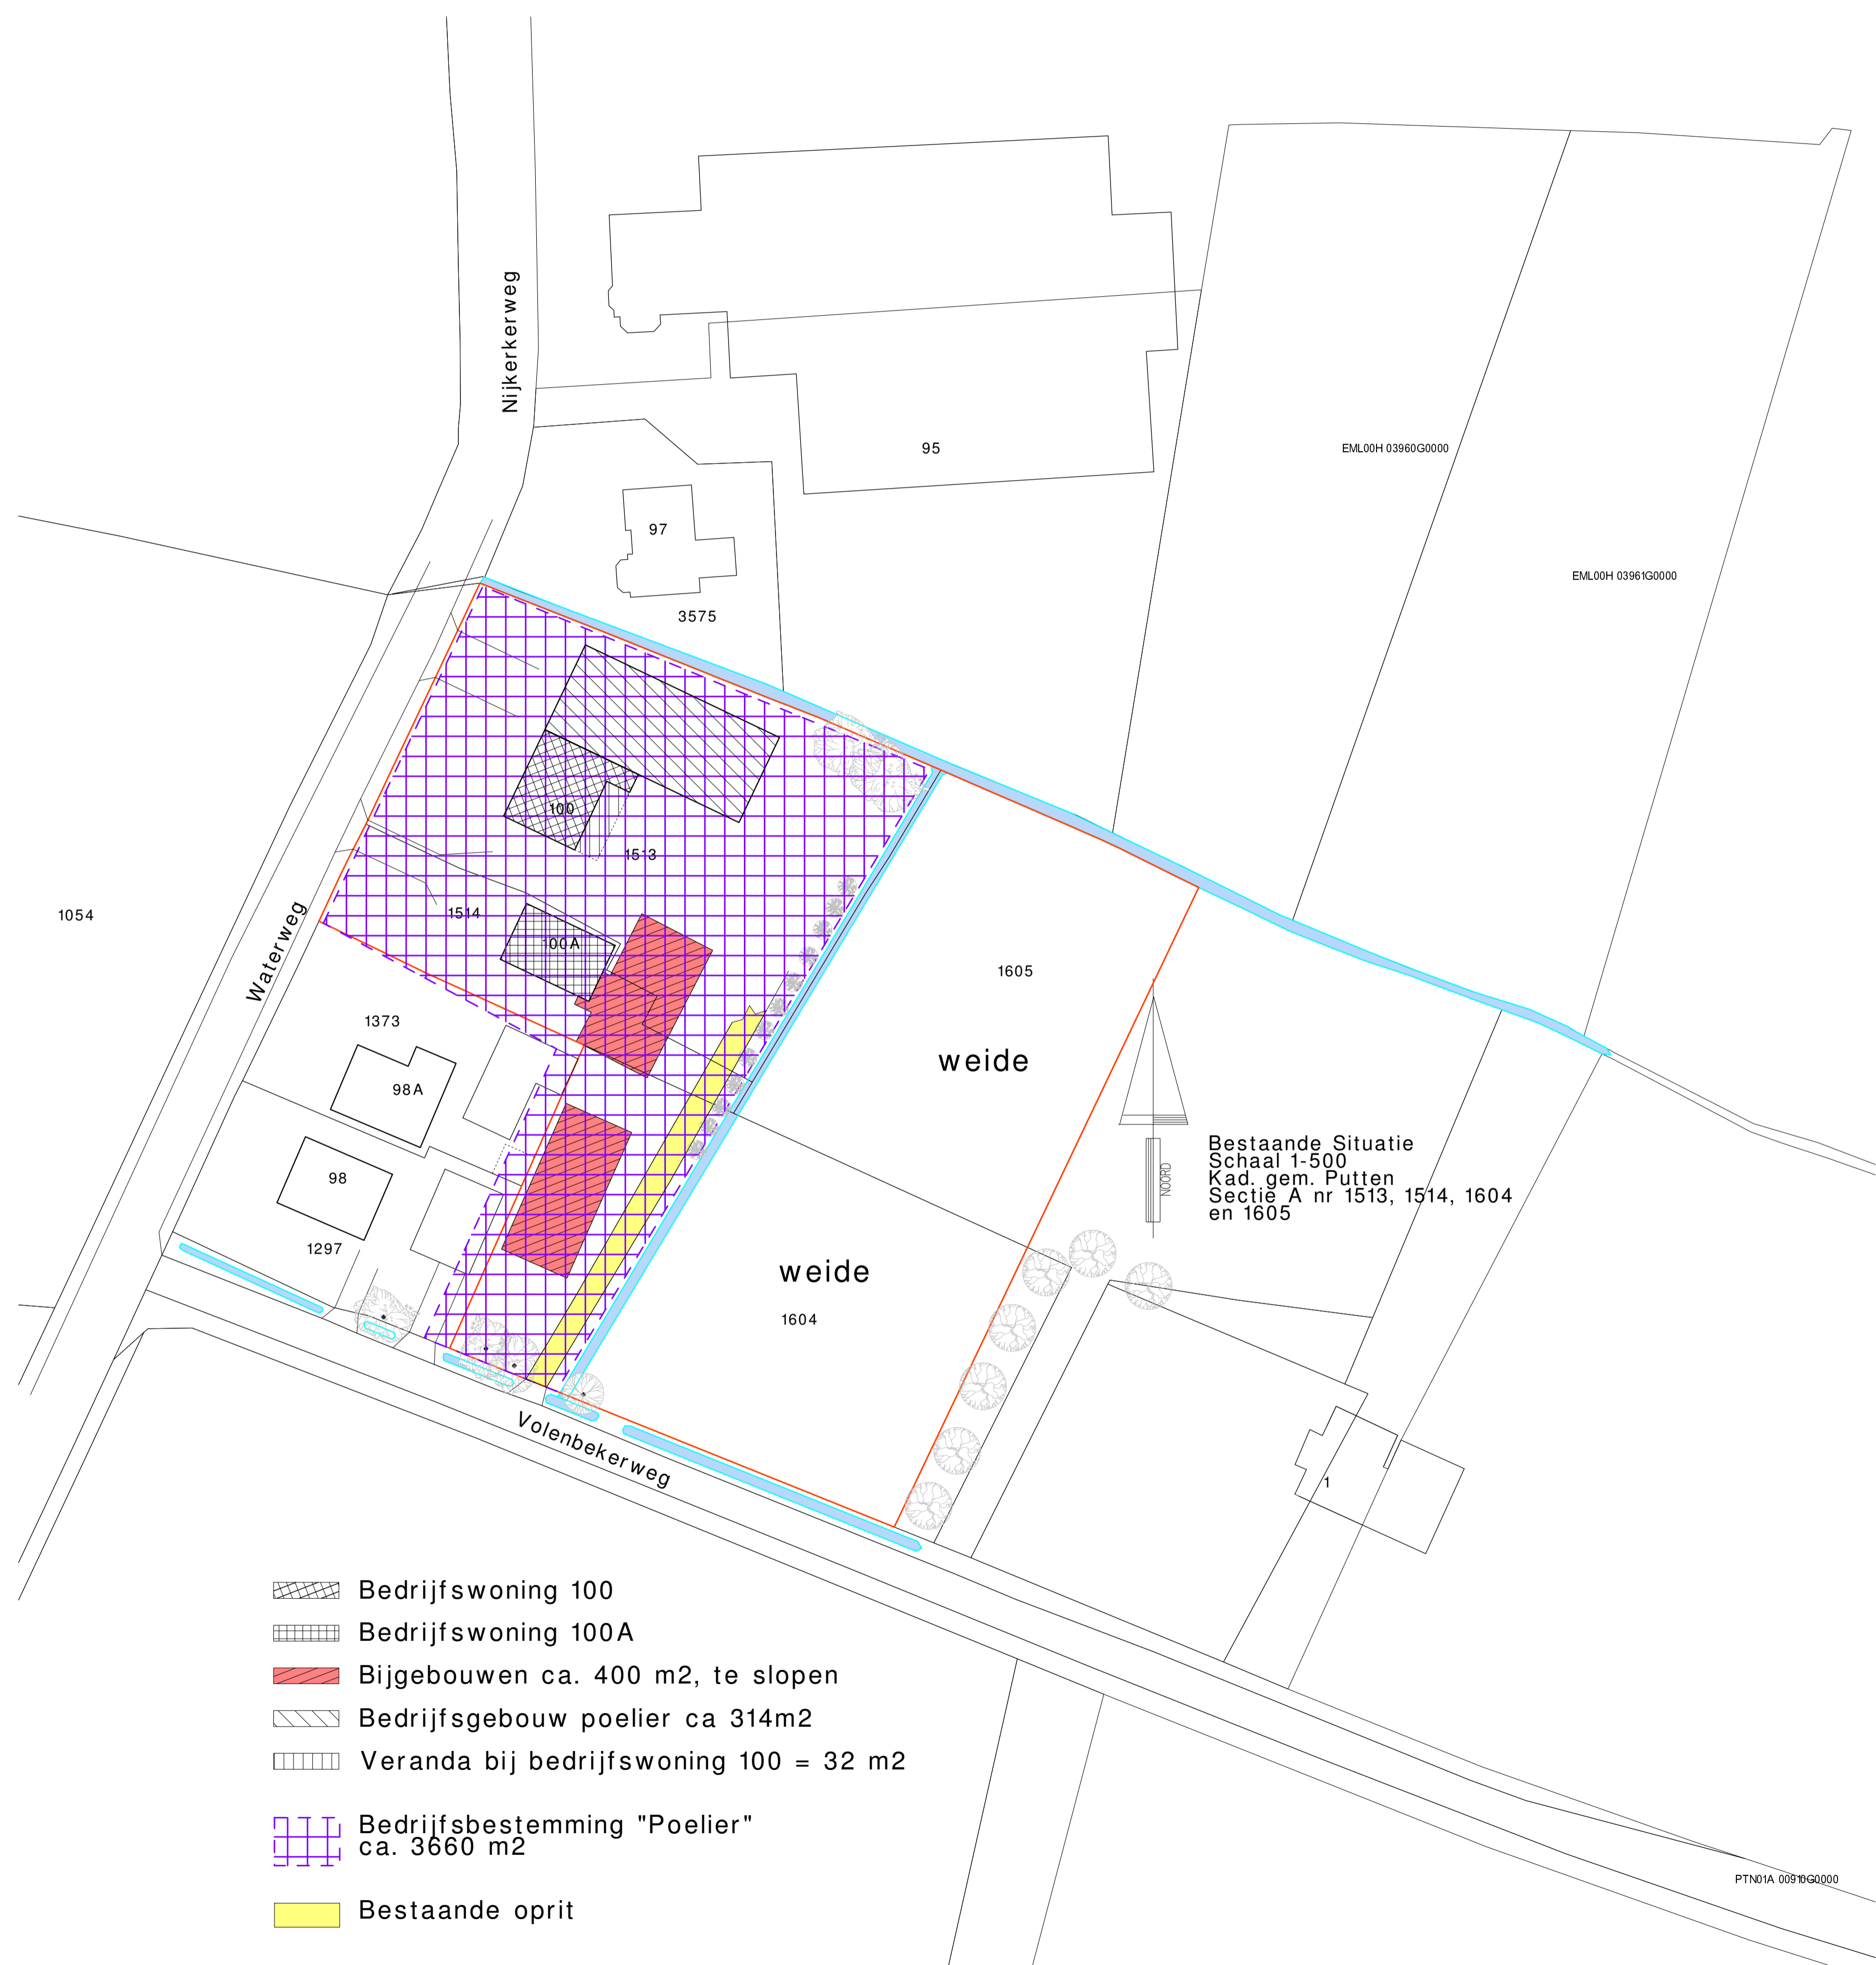 Nijkerkerweg
95
EML00H 03960G0000
97
EML00H 03961G0000
3575
100
1513
1514
1054
100A
Waterweg
1605
1373
weide
98A
NOORD
Bestaande Situatie
Schaal 1-500
Kad. gem. Putten
Sectie A nr 1513, 1514, 1604
en 1605
98
1297
weide
1604
Volenbekerweg
1
Bedrijfswoning 100
Bedrijfswoning 100A
Bijgebouwen ca. 400 m2, te slopen
Bedrijfsgebouw poelier ca 314m2
Veranda bij bedrijfswoning 100 = 32 m2
Bedrijfsbestemming "Poelier"
ca. 3660 m2
PTN01A 00910G0000
Bestaande oprit